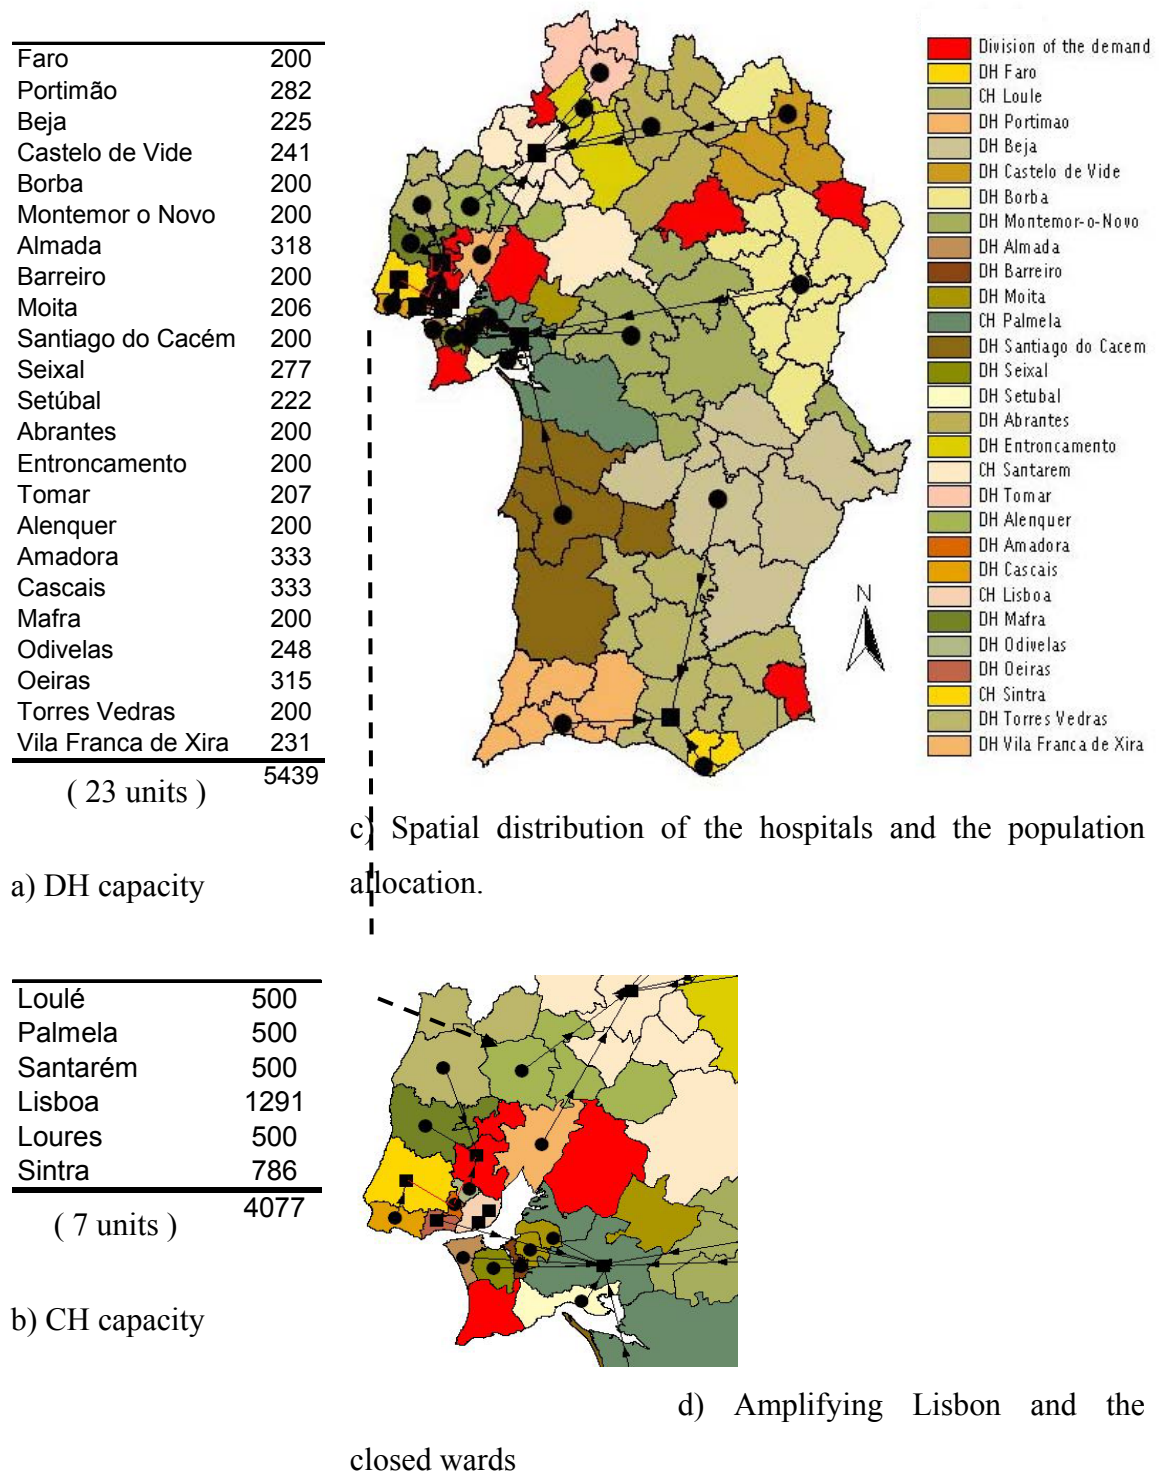 Faro 200
Portimão 282
Beja 225
Castelo de Vide 241
Borba 200
Montemor o Novo 200
Almada 318
Barreiro 200
Moita 206
Santiago do Cacém 200
Seixal 277
Setúbal 222
Abrantes 200
Entroncamento 200
Tomar 207
Alenquer 200
Amadora 333
Cascais 333
Mafra 200
Odivelas 248
Oeiras 315
Torres Vedras 200
Vila Franca de Xira 231
5439
( 23 units )
a) DH capacity
N
Division of the demand
DH Faro
CH Loule
DH Portimao
DH Beja
DH Castelo de Vide
DH Borba
DH Montemor-o-Novo
DH Almada
DH Barreiro
DH Moita
CH Palmela
DH Santiago do Cacem
DH Seixal
DH Setubal
DH Abrantes
DH Entroncamento
CH Santarem
DH Tomar
DH Alenquer
DH Amadora
DH Cascais
CH Lisboa
DH Mafra
DH Odivelas
DH Oeiras
CH Sintra
DH Torres Vedras
DH Vila Franca de Xira
c) Spatial distribution of the hospitals and the population
allocation.
Loulé 500
Palmela 500
Santarém 500
Lisboa 1291
Loures 500
Sintra 786
4077
( 7 units )
b) CH capacity
d) Amplifying Lisbon and the
closed wards